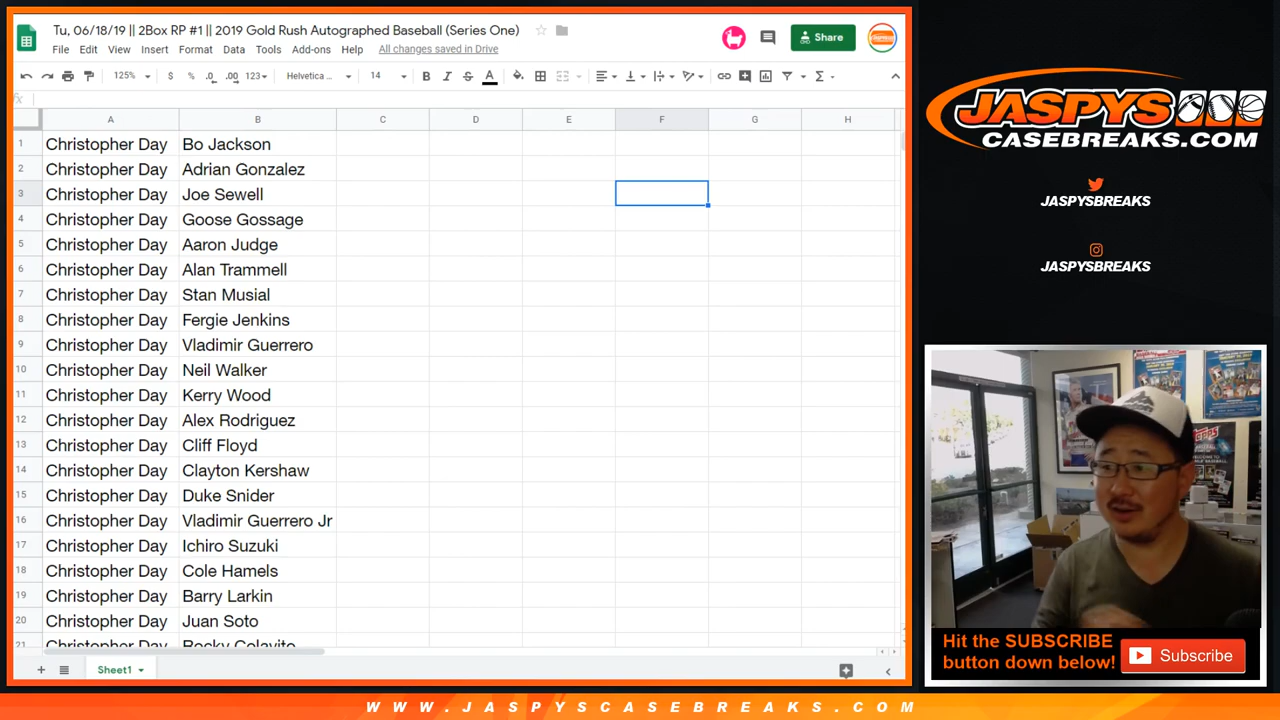 Tu, 06/18/19 || 2Box RP #1 || 2019 Gold Rush Autographed Baseball (Series One)
File Edit View Insert Format Data Tools Add-ons Help All changes saved in Drive
Share
125% $ % .0 .00 123 Helvetica ... 14 B I S A
fx
A B C D E F G H
1 Christopher Day Bo Jackson
2 Christopher Day Adrian Gonzalez
3 Christopher Day Joe Sewell
4 Christopher Day Goose Gossage
5 Christopher Day Aaron Judge
6 Christopher Day Alan Trammell
7 Christopher Day Stan Musial
8 Christopher Day Fergie Jenkins
9 Christopher Day Vladimir Guerrero
10 Christopher Day Neil Walker
11 Christopher Day Kerry Wood
12 Christopher Day Alex Rodriguez
13 Christopher Day Cliff Floyd
14 Christopher Day Clayton Kershaw
15 Christopher Day Duke Snider
16 Christopher Day Vladimir Guerrero Jr
17 Christopher Day Ichiro Suzuki
18 Christopher Day Cole Hamels
19 Christopher Day Barry Larkin
20 Christopher Day Juan Soto
21 Christopher Day Rocky Colavito
Sheet1
JASPYS
CASEBREAKS.COM
JASPYSBREAKS
JASPYSBREAKS
Hit the SUBSCRIBE
button down below!
Subscribe
WWW.JASPYSCASEBREAKS.COM